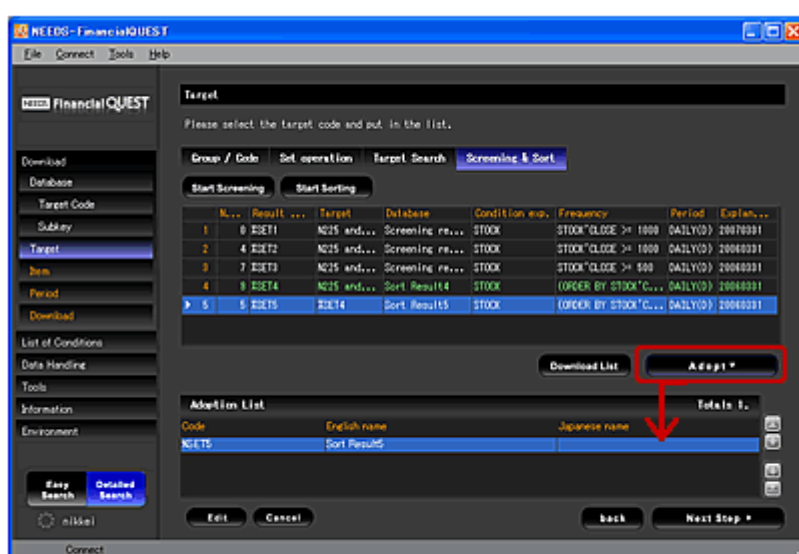 NEEDS-FinancialQUEST
File Connect Tools Help
NEEDS FinancialQUEST
Target
Please select the target code and put in the list.
Download
Database
Target Code
Subkey
Target
Item
Period
Download
List of Conditions
Data Handling
Tools
Information
Environment
Easy Search
Detailed Search
nikkei
Group / Code Set operation Target Search Screening & Sort
Start Screening Start Sorting
N... Result ... Target Database Condition exp. Frequency Period Explan...
1 0 %SET1 N225 and... Screening re... STOCK STOCK^CLOSE >= 1000 DAILY(D) 20070331
2 4 %SET2 N225 and... Screening re... STOCK STOCK^CLOSE >= 1000 DAILY(D) 20060331
3 7 %SET3 N225 and... Screening re... STOCK STOCK^CLOSE >= 500 DAILY(D) 20060331
4 8 %SET4 N225 and... Sort Result4 STOCK (ORDER BY STOCK^C... DAILY(D) 20060331
5 5 %SET5 %SET4 Sort Result5 STOCK (ORDER BY STOCK^C... DAILY(D) 20060331
Download List Adopt
Adoption List Totals 1.
Code English name Japanese name
%SET5 Sort Result5
Edit Cancel back Next Step
Connect